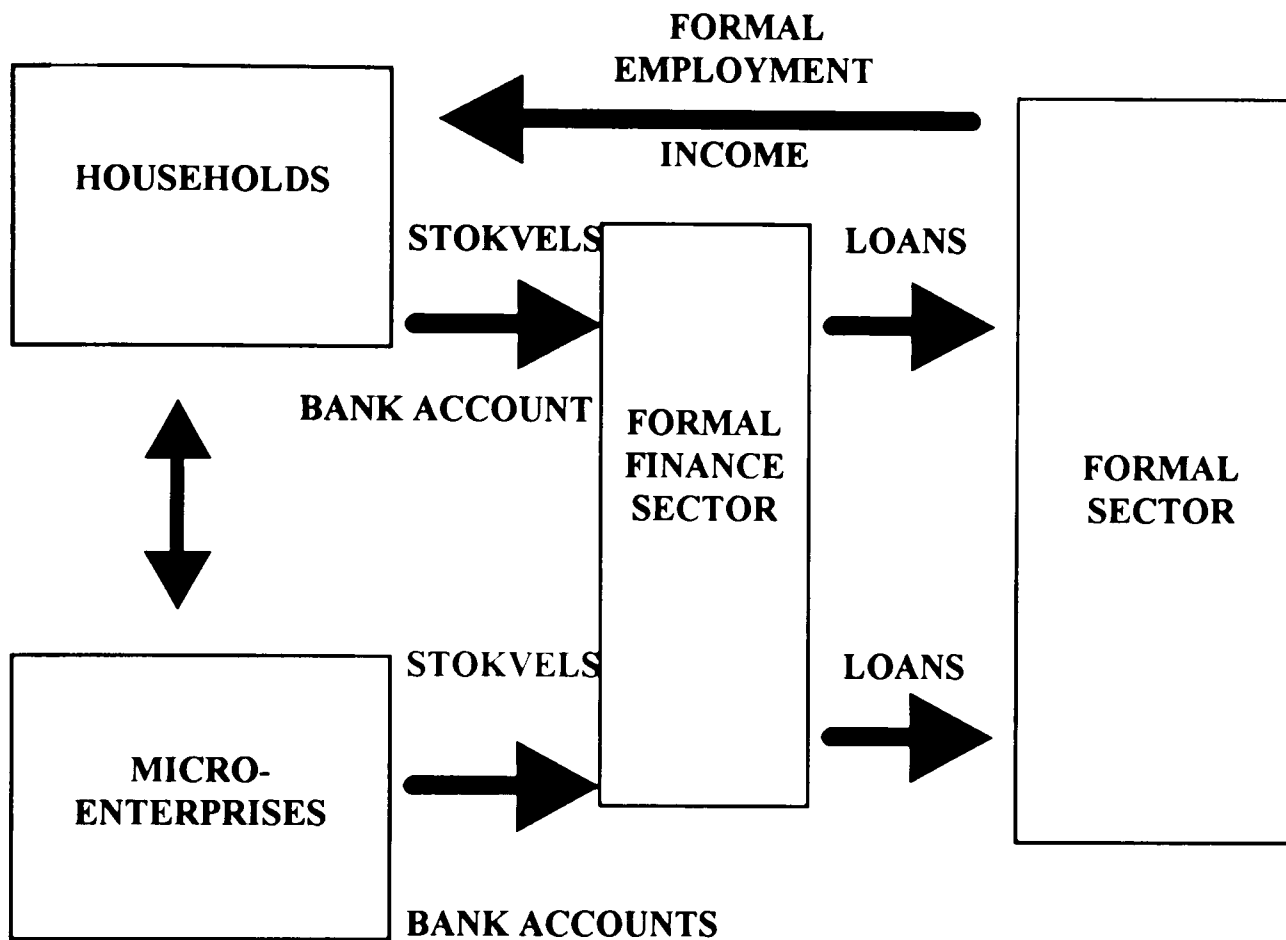 FORMAL
EMPLOYMENT
INCOME
HOUSEHOLDS
STOKVELS
LOANS
BANK ACCOUNT
FORMAL
FINANCE
SECTOR
FORMAL
SECTOR
STOKVELS
LOANS
MICRO-
ENTERPRISES
BANK ACCOUNTS